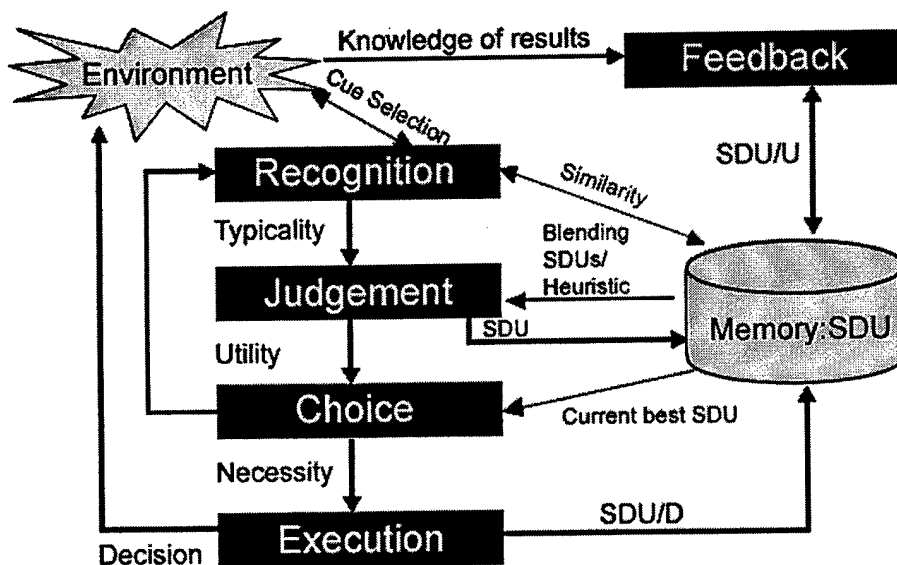 Knowledge of results
Environment
Feedback
Cue Selection
SDU/U
Recognition
Similarity
Typicality
Blending
SDUs/
Heuristic
Judgement
SDU
Memory:SDU
Utility
Choice
Current best SDU
Necessity
SDU/D
Execution
Decision